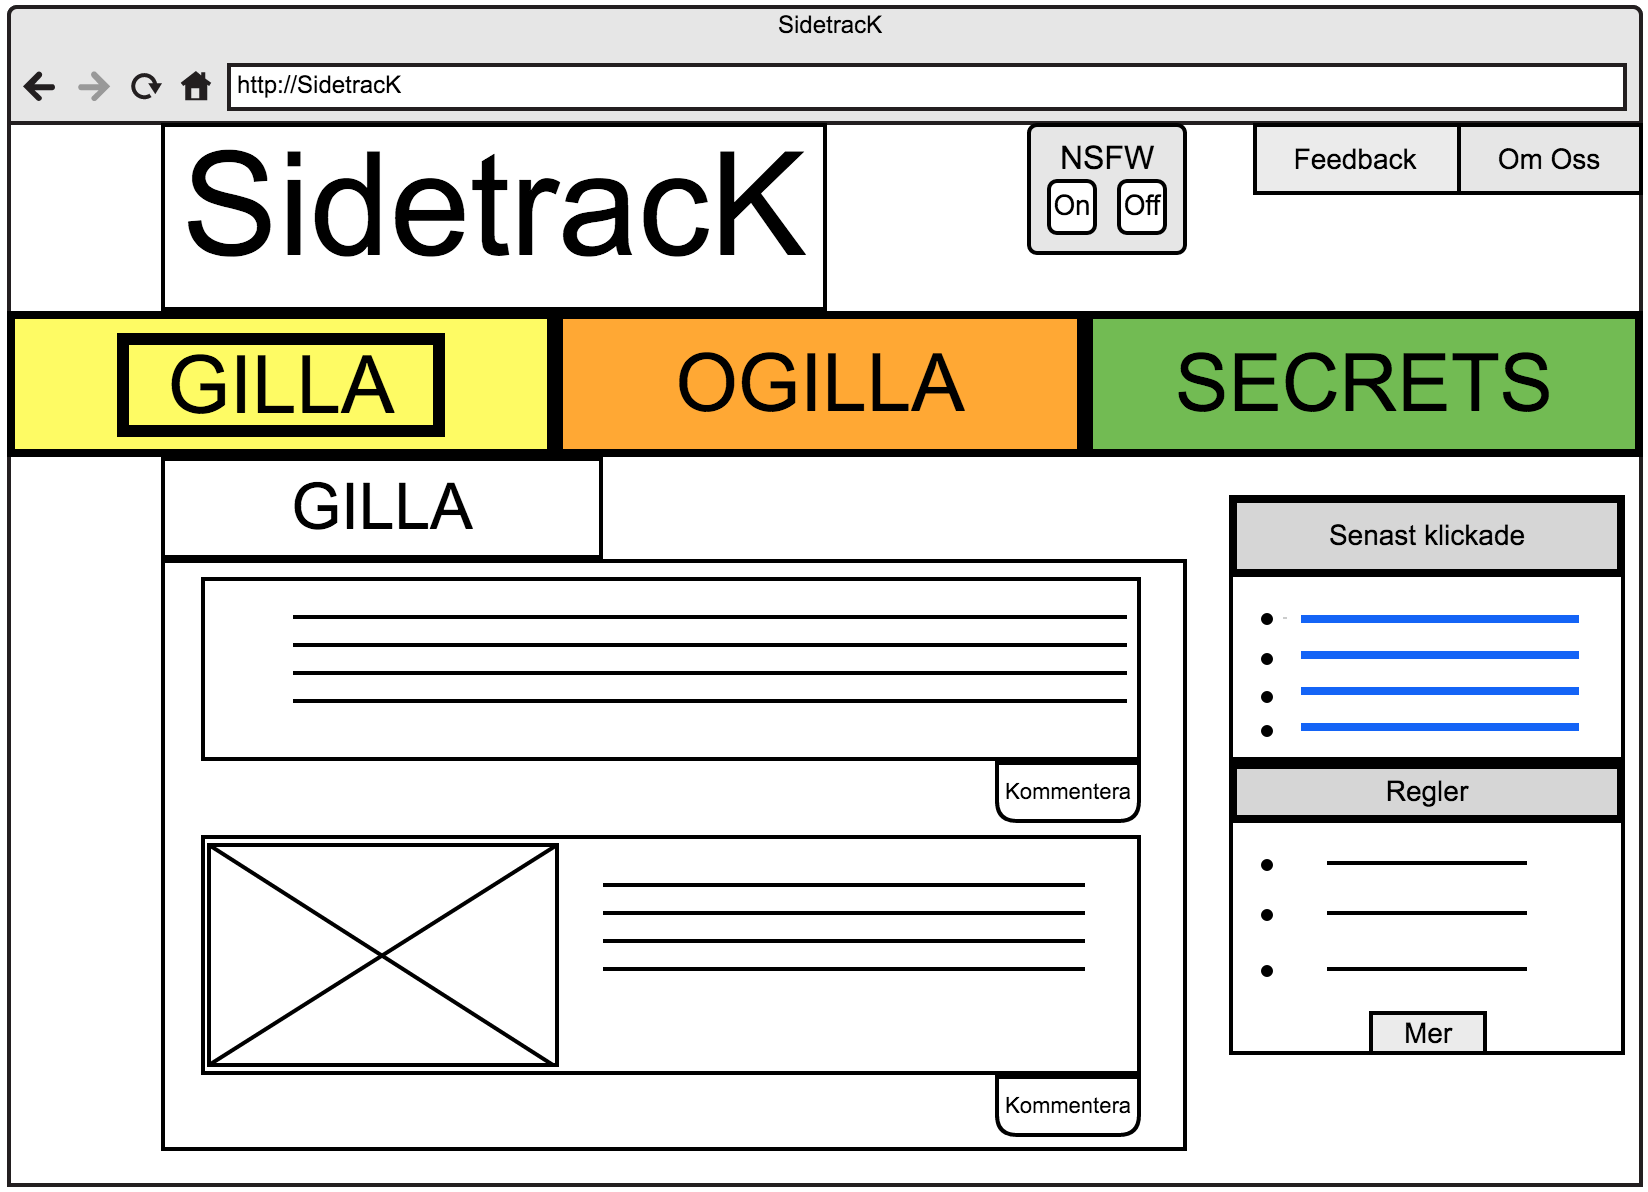 SidetracK
http://SidetracK
SidetracK
NSFW
On Off
Feedback
Om Oss
GILLA
OGILLA
SECRETS
GILLA
Kommentera
Kommentera
Senast klickade
Regler
Mer